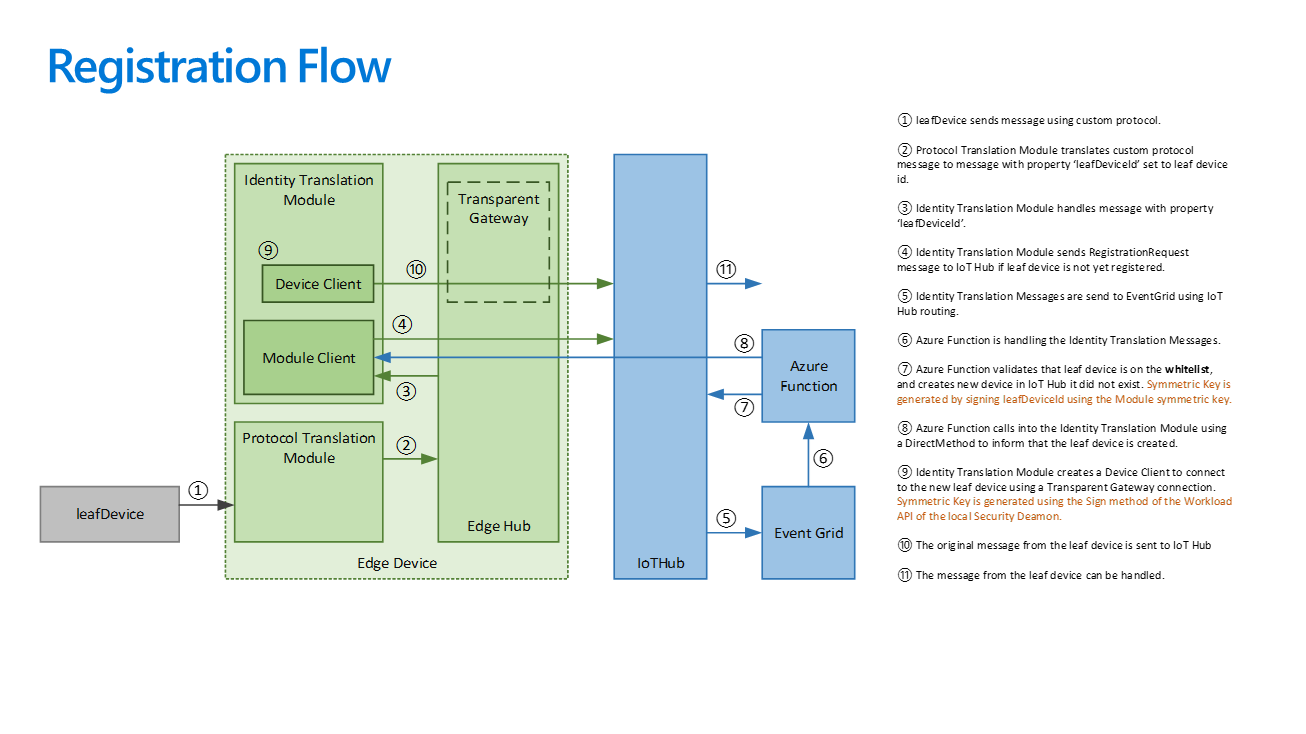 Registration Flow
Identity Translation
Module
⑨
Device Client
Module Client
Protocol Translation
Module
leafDevice
①
②
③
④
⑩
Transparent
Gateway
Edge Hub
Edge Device
IoTHub
⑪
⑧
⑦
Azure
Function
⑥
⑤
Event Grid
① leafDevice sends message using custom protocol.
② Protocol Translation Module translates custom protocol
message to message with property ‘leafDeviceId’ set to leaf device
id.
③ Identity Translation Module handles message with property
‘leafDeviceId’.
④ Identity Translation Module sends RegistrationRequest
message to IoT Hub if leaf device is not yet registered.
⑤ Identity Translation Messages are send to EventGrid using IoT
Hub routing.
⑥ Azure Function is handling the Identity Translation Messages.
⑦ Azure Function validates that leaf device is on the whitelist,
and creates new device in IoT Hub it did not exist. Symmetric Key is
generated by signing leafDeviceId using the Module symmetric key.
⑧ Azure Function calls into the Identity Translation Module using
a DirectMethod to inform that the leaf device is created.
⑨ Identity Translation Module creates a Device Client to connect
to the new leaf device using a Transparent Gateway connection.
Symmetric Key is generated using the Sign method of the Workload
API of the local Security Deamon.
⑩ The original message from the leaf device is sent to IoT Hub
⑪ The message from the leaf device can be handled.